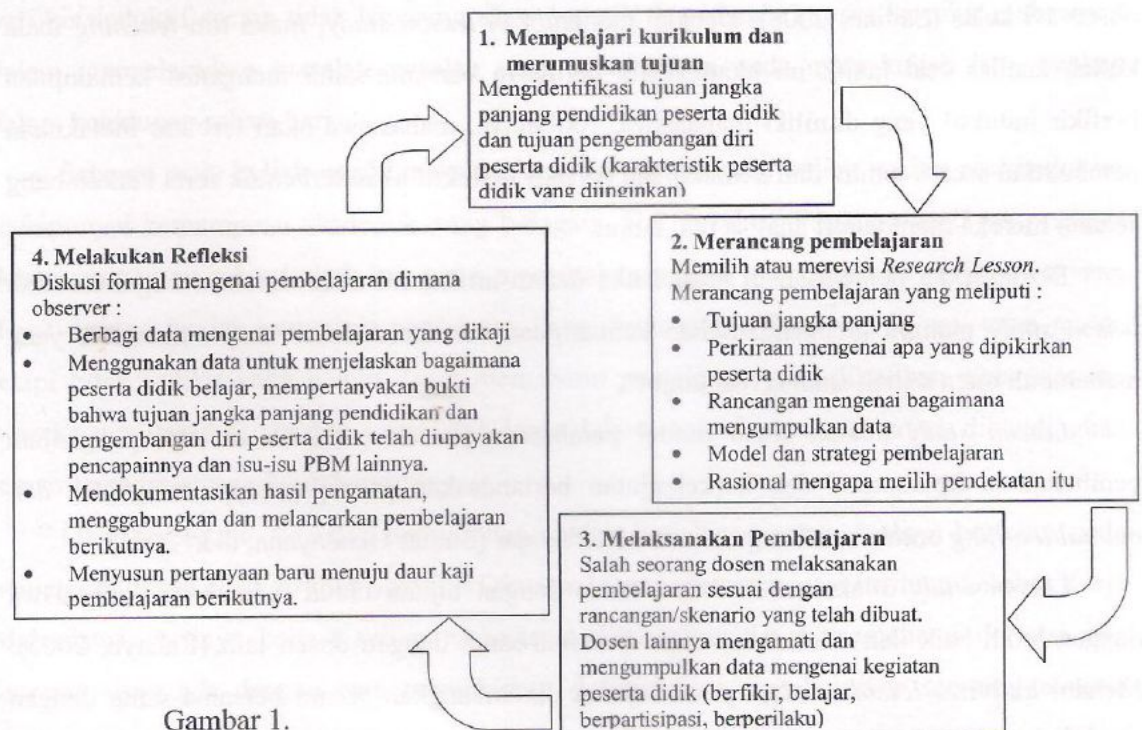 1. Mempelajari kurikulum dan
merumuskan tujuan
Mengidentifikasi tujuan jangka
panjang pendidikan peserta didik
dan tujuan pengembangan diri
peserta didik (karakteristik peserta
didik yang diinginkan)
2. Merancang pembelajaran
Memilih atau merevisi Research Lesson.
Merancang pembelajaran yang meliputi :
• Tujuan jangka panjang
• Perkiraan mengenai apa yang dipikirkan
peserta didik
• Rancangan mengenai bagaimana
mengumpulkan data
• Model dan strategi pembelajaran
• Rasional mengapa meilih pendekatan itu
3. Melaksanakan Pembelajaran
Salah seorang dosen melaksanakan
pembelajaran sesuai dengan
rancangan/skenario yang telah dibuat.
Dosen lainnya mengamati dan
mengumpulkan data mengenai kegiatan
peserta didik (berfikir, belajar,
berpartisipasi, berperilaku)
4. Melakukan Refleksi
Diskusi formal mengenai pembelajaran dimana
observer :
• Berbagi data mengenai pembelajaran yang dikaji
• Menggunakan data untuk menjelaskan bagaimana
peserta didik belajar, mempertanyakan bukti
bahwa tujuan jangka panjang pendidikan dan
pengembangan diri peserta didik telah diupayakan
pencapainnya dan isu-isu PBM lainnya.
• Mendokumentasikan hasil pengamatan,
menggabungkan dan melancarkan pembelajaran
berikutnya.
• Menyusun pertanyaan baru menuju daur kaji
pembelajaran berikutnya.
Gambar 1.